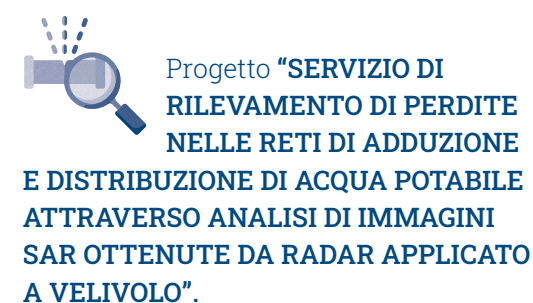 Progetto “SERVIZIO DI
RILEVAMENTO DI PERDITE
NELLE RETI DI ADDUZIONE
E DISTRIBUZIONE DI ACQUA POTABILE
ATTRAVERSO ANALISI DI IMMAGINI
SAR OTTENUTE DA RADAR APPLICATO
A VELIVOLO”.